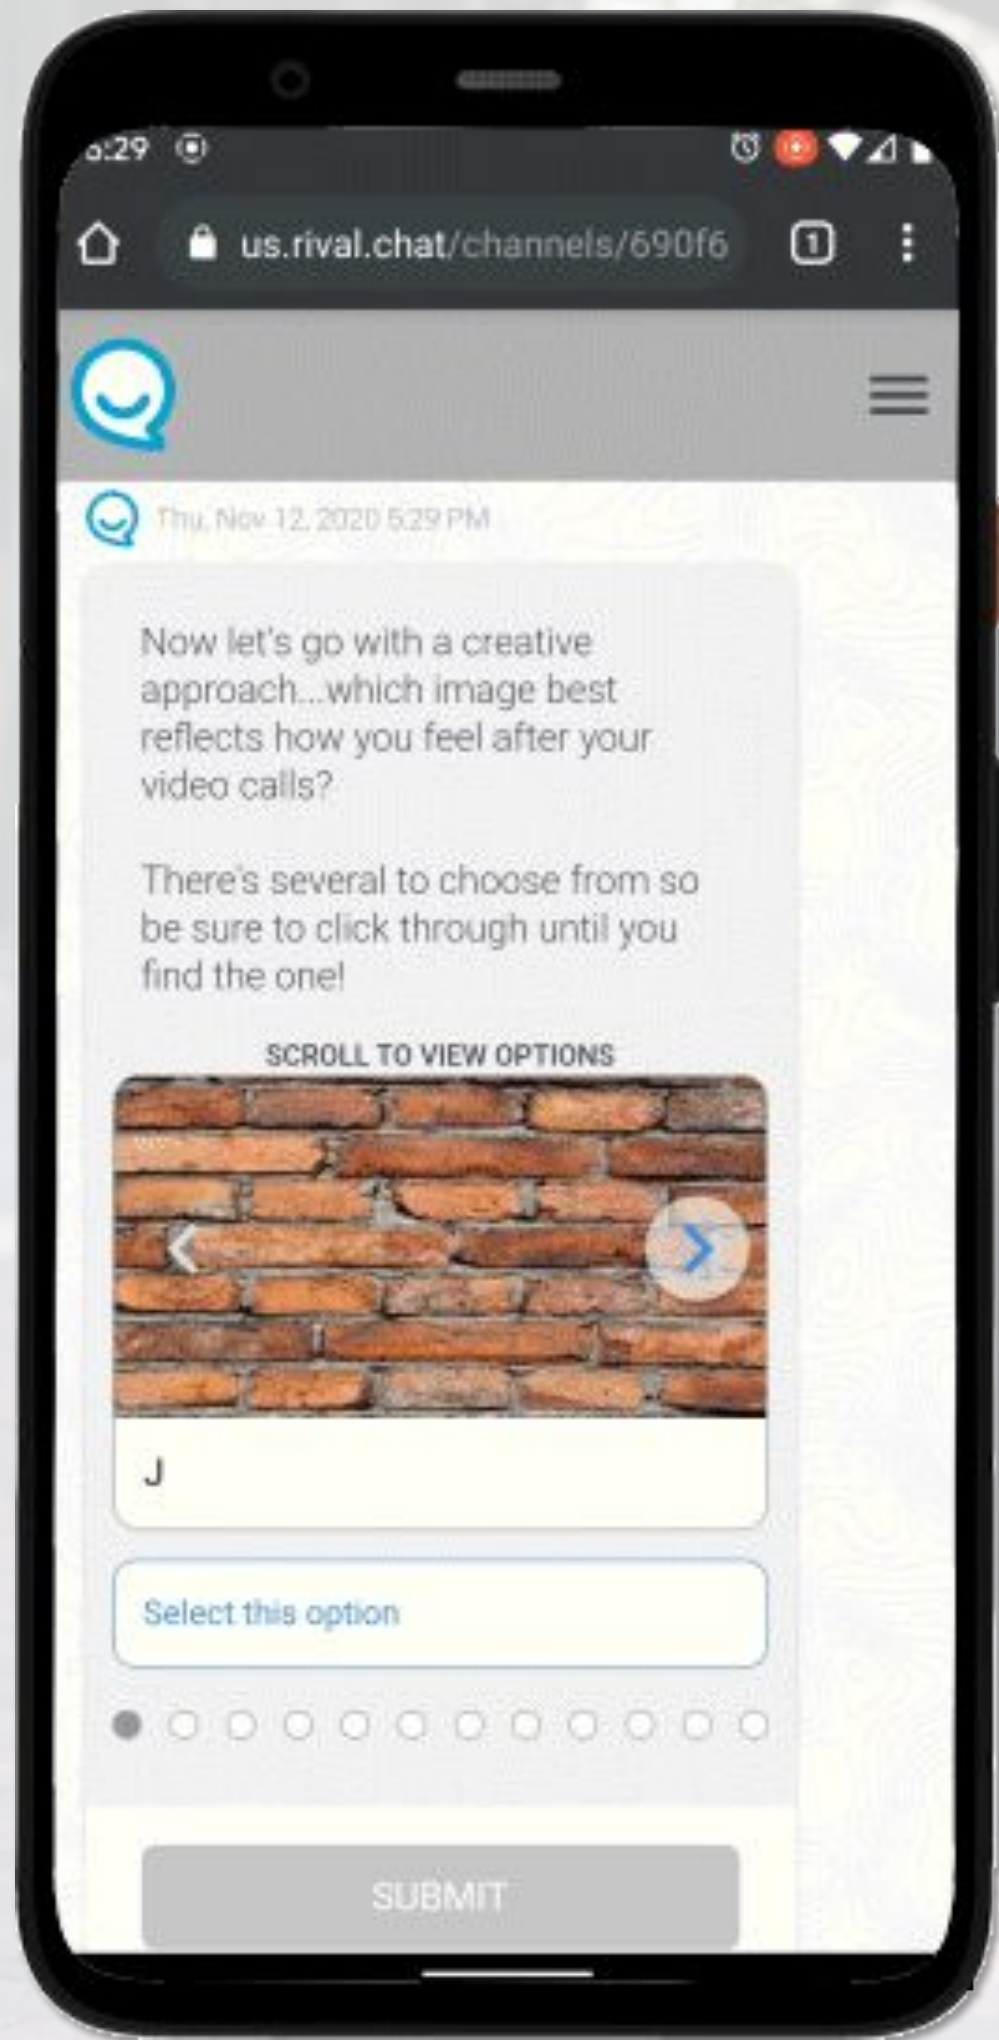 5:29
us.rival.chat/channels/690f6
1
Thu, Nov 12, 2020 5:29 PM
Now let's go with a creative
approach...which image best
reflects how you feel after your
video calls?
There's several to choose from so
be sure to click through until you
find the one!
SCROLL TO VIEW OPTIONS
J
Select this option
SUBMIT